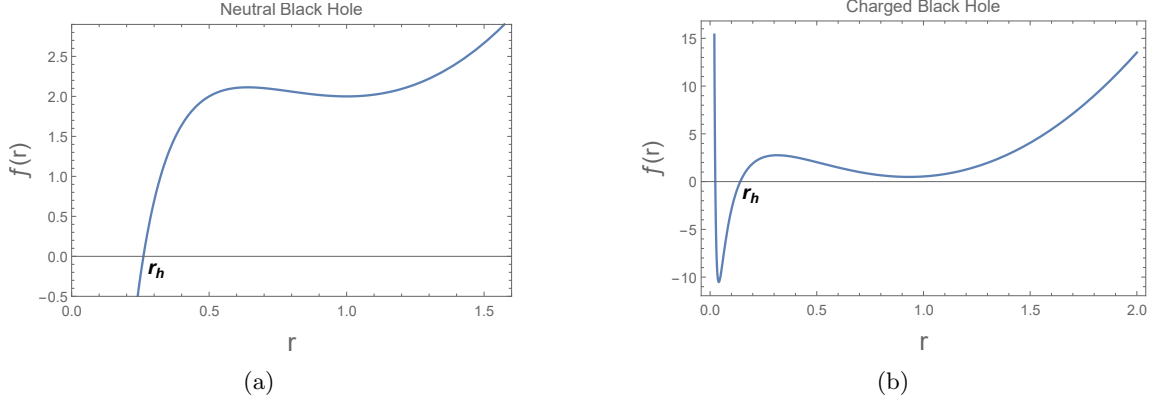 Neutral Black Hole
f(r)
2.5
2.0
1.5
1.0
0.5
0.0
−0.5
r_h
0.0 0.5 1.0 1.5
r
(a)
Charged Black Hole
f(r)
15
10
5
0
−5
−10
r_h
0.0 0.5 1.0 1.5 2.0
r
(b)